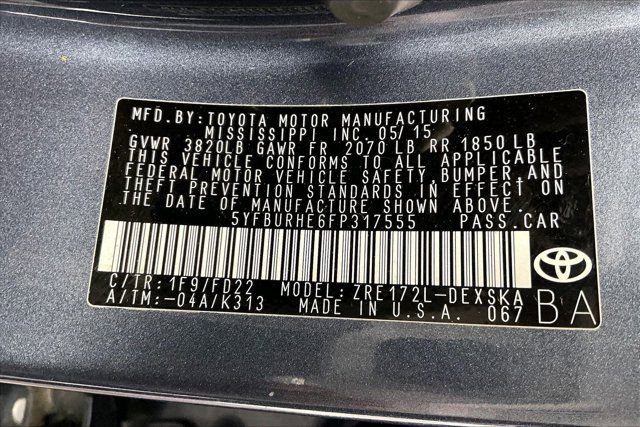 MFD.BY:TOYOTA MOTOR MANUFACTURING
MISSISSIPPI INC 05/15
GVWR 3820LB GAWR FR 2070 LB RR 1850 LB
THIS VEHICLE CONFORMS TO ALL APPLICABLE
FEDERAL MOTOR VEHICLE SAFETY, BUMPER, AND
THEFT PREVENTION STANDARDS IN EFFECT ON
THE DATE OF MANUFACTURE SHOWN ABOVE.
5YFBURHE6FP317555 PASS.CAR
C/TR:1F9/FD22 MODEL:ZRE172L-DEXSKA
A/TM:-04A/K313 MADE IN U.S.A. 067 BA